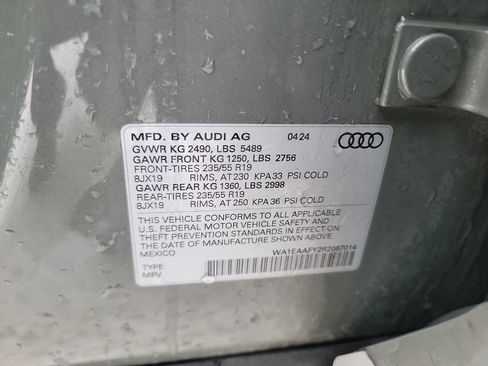 MFD. BY AUDI AG 04 24
GVWR KG 2490, LBS 5489
GAWR FRONT KG 1250, LBS 2756
FRONT-TIRES 235/55 R19
8JX19 RIMS, AT 230 KPA 33 PSI COLD
GAWR REAR KG 1360, LBS 2998
REAR-TIRES 235/55 R19
8JX19 RIMS, AT 250 KPA 36 PSI COLD
THIS VEHICLE CONFORMS TO ALL APPLICABLE
U.S. FEDERAL MOTOR VEHICLE SAFETY AND
THEFT PREVENTION STANDARDS IN EFFECT ON
THE DATE OF MANUFACTURE SHOWN ABOVE.
MEXICO WA1EAAFY2R2087014
TYPE:
MPV